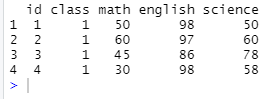 id class math english science
1  1     1   50      98      50
2  2     1   60      97      60
3  3     1   45      86      78
4  4     1   30      98      58
>